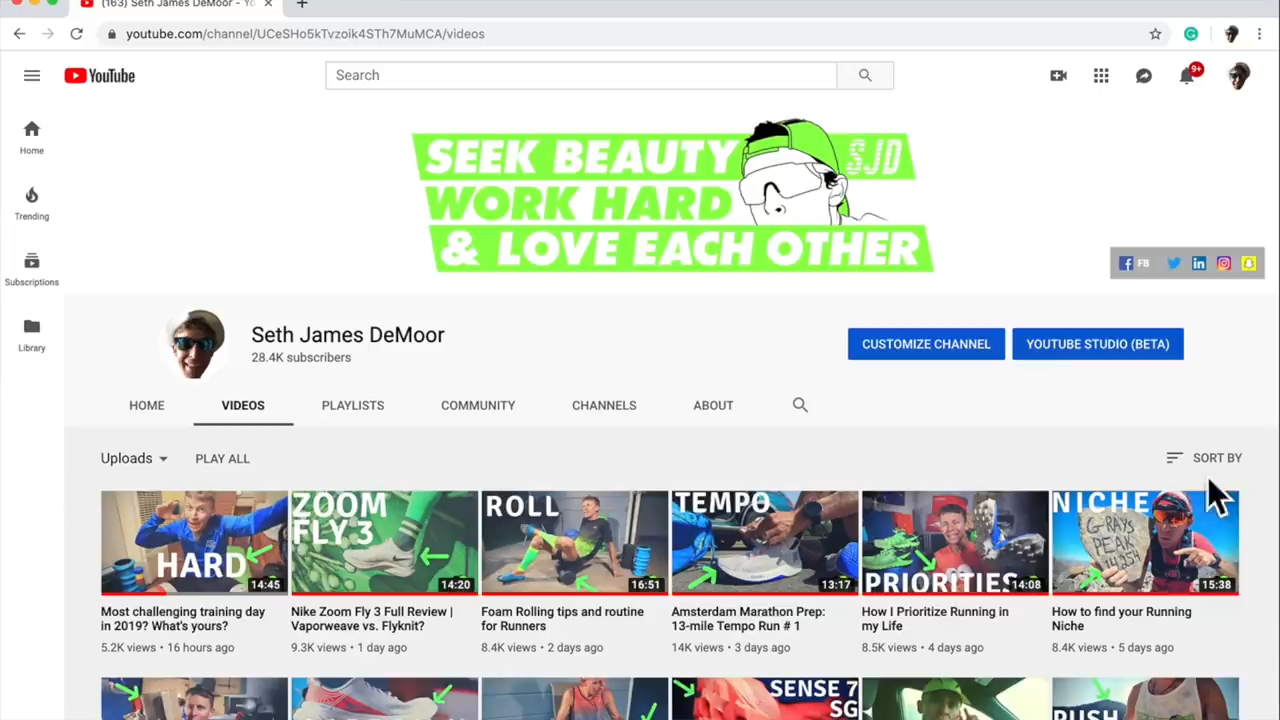 (163) Seth James DeMoor - Yo
youtube.com/channel/UCeSHo5kTvzoik4STh7MuMCA/videos
YouTube
Search
9+
Home
Trending
Subscriptions
Library
SEEK BEAUTY
SJD
WORK HARD
& LOVE EACH OTHER
FB
Seth James DeMoor
28.4K subscribers
CUSTOMIZE CHANNEL
YOUTUBE STUDIO (BETA)
HOME
VIDEOS
PLAYLISTS
COMMUNITY
CHANNELS
ABOUT
Uploads
PLAY ALL
SORT BY
HARD
14:45
ZOOM
FLY 3
14:20
ROLL
16:51
TEMPO
13:17
PRIORITIES
14:08
NICHE
GRAYS
PEAK
15:38
Most challenging training day
in 2019? What's yours?
5.2K views • 16 hours ago
Nike Zoom Fly 3 Full Review |
Vaporweave vs. Flyknit?
9.3K views • 1 day ago
Foam Rolling tips and routine
for Runners
8.4K views • 2 days ago
Amsterdam Marathon Prep:
13-mile Tempo Run # 1
14K views • 3 days ago
How I Prioritize Running in
my Life
8.5K views • 4 days ago
How to find your Running
Niche
8.4K views • 5 days ago
SENSE 7
SG
PUSH